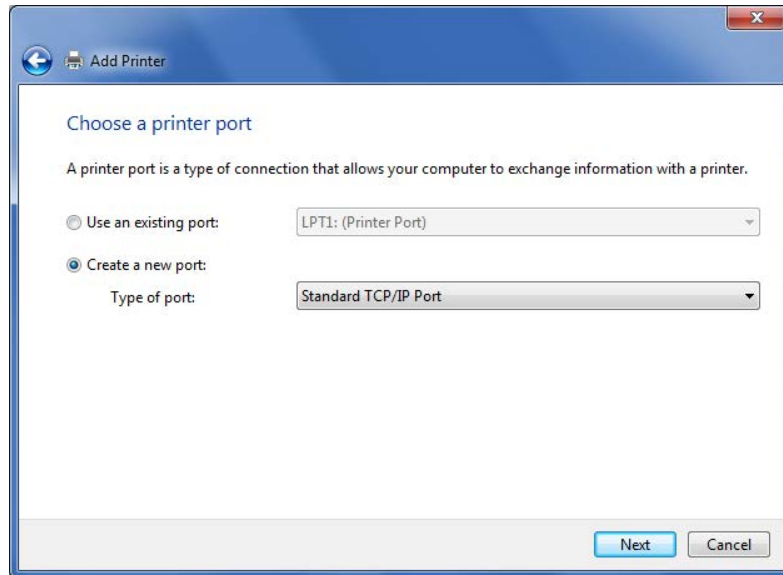 Add Printer
Choose a printer port
A printer port is a type of connection that allows your computer to exchange information with a printer.
Use an existing port: LPT1: (Printer Port)
Create a new port:
Type of port: Standard TCP/IP Port
Next Cancel